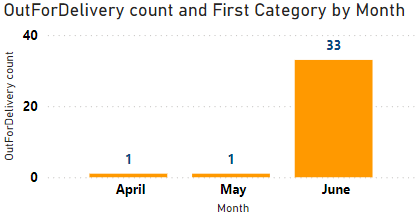 OutForDelivery count and First Category by Month
OutForDelivery count
40
20
0
1
1
33
April
May
June
Month